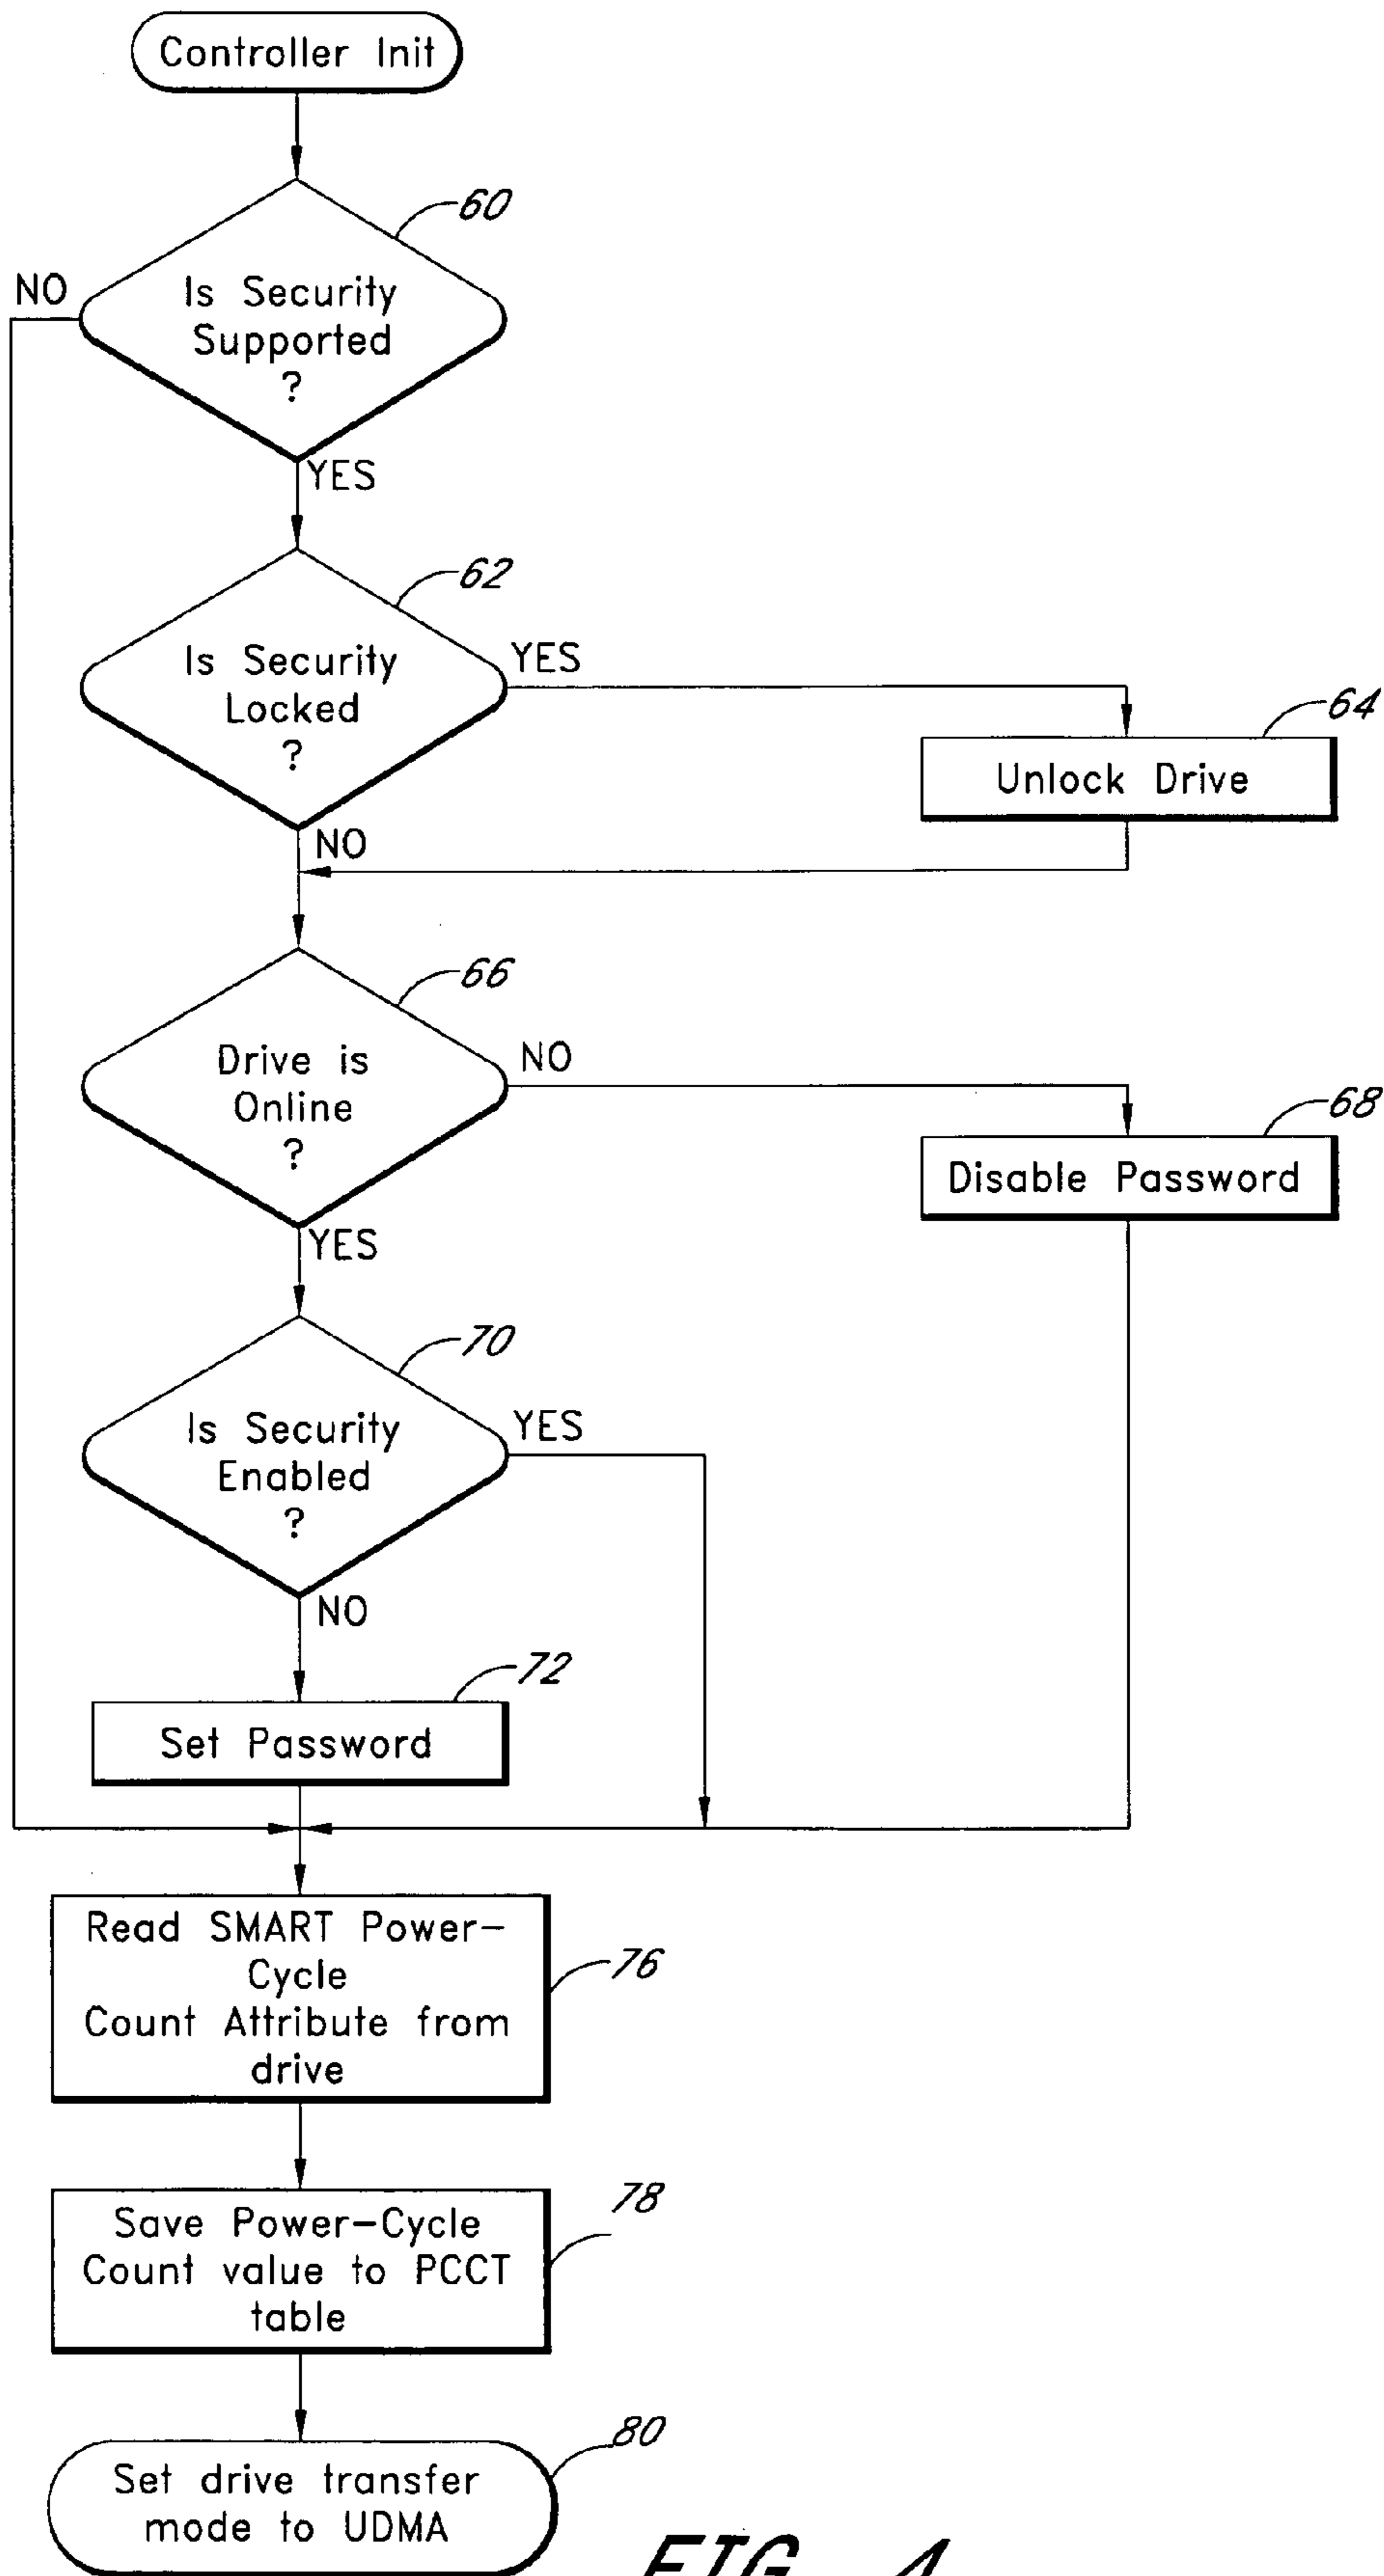 Controller Init
60
NO
Is Security
Supported
?
YES
62
Is Security
Locked
?
YES
64
Unlock Drive
NO
66
Drive is
Online
?
NO
68
Disable Password
YES
70
Is Security
Enabled
?
YES
NO
72
Set Password
Read SMART Power-
Cycle
Count Attribute from
drive
76
78
Save Power-Cycle
Count value to PCCT
table
80
Set drive transfer
mode to UDMA
FIG. 4